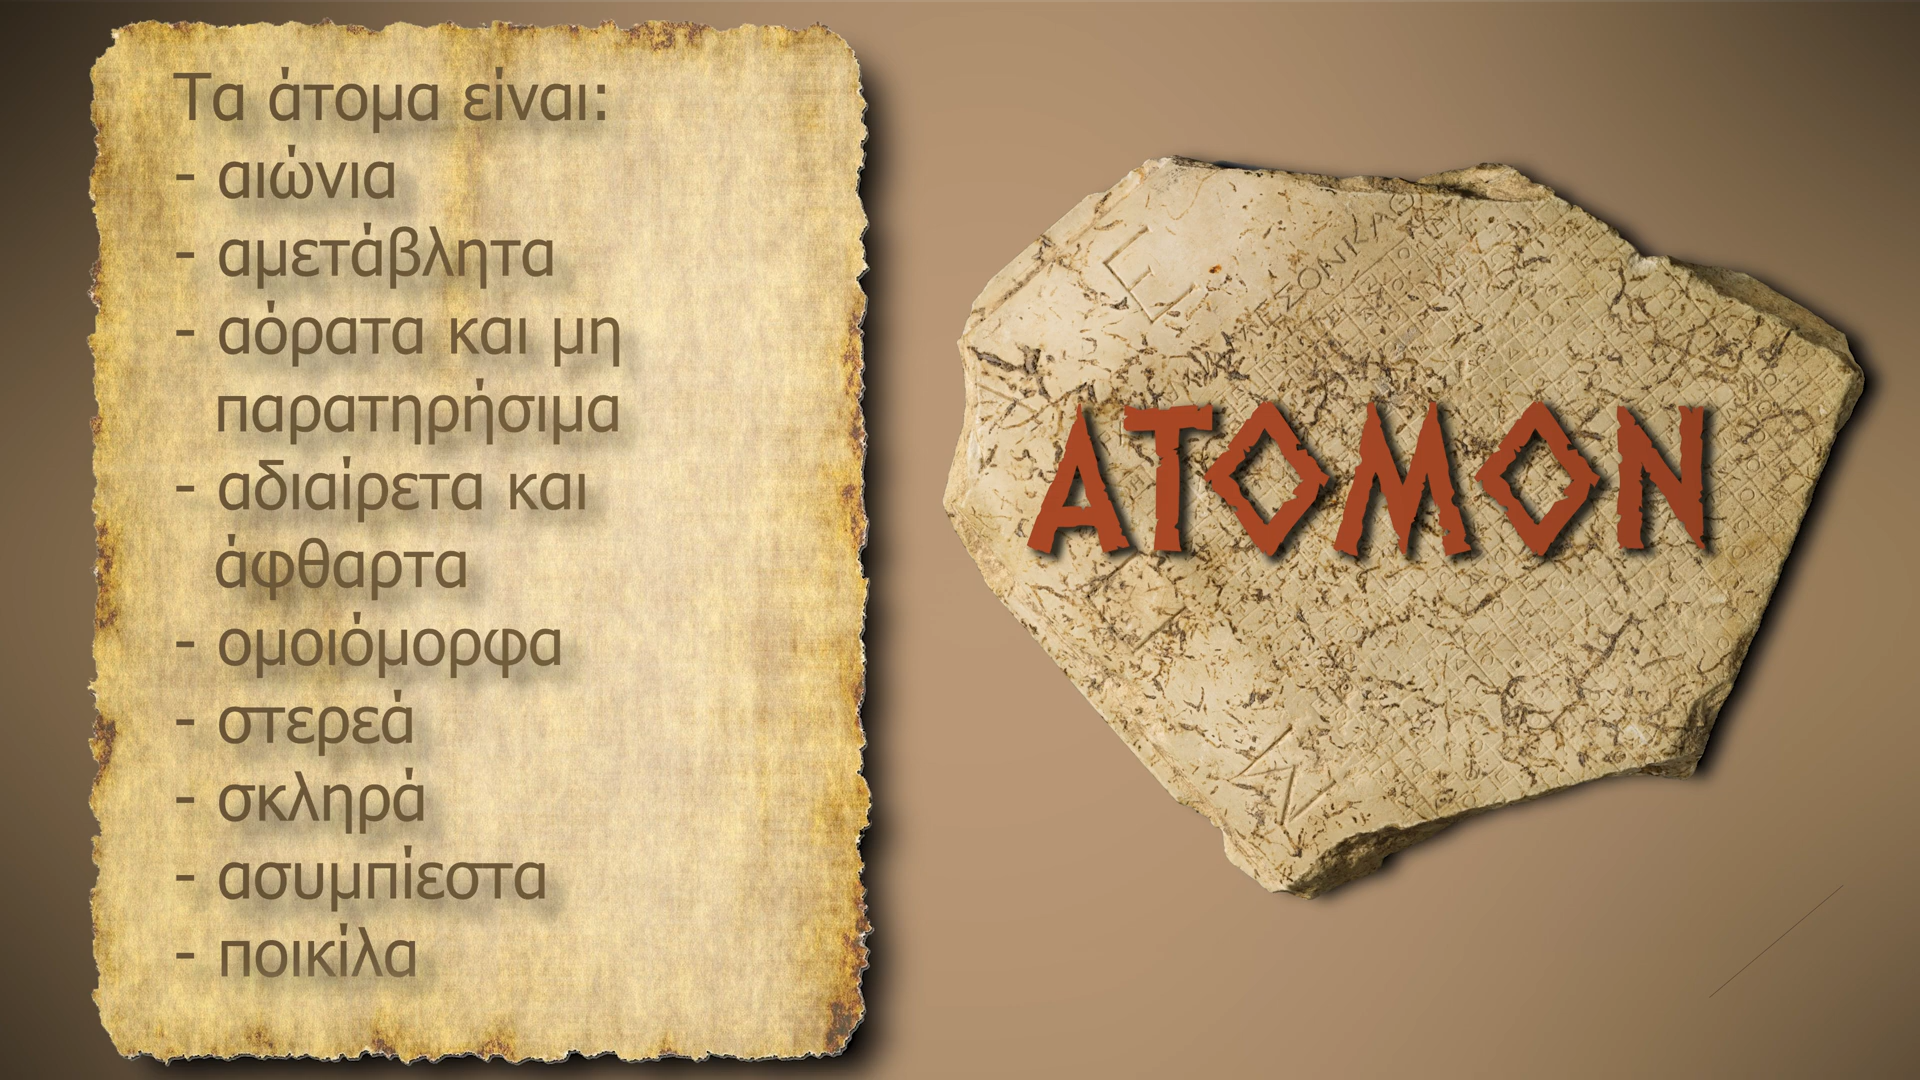 Τα άτομα είναι:
- αιώνια
- αμετάβλητα
- αόρατα και μη
παρατηρήσιμα
- αδιαίρετα και
άφθαρτα
- ομοιόμορφα
- στερεά
- σκληρά
- ασυμπίεστα
- ποικίλα
ΑΤΟΜΟΝ